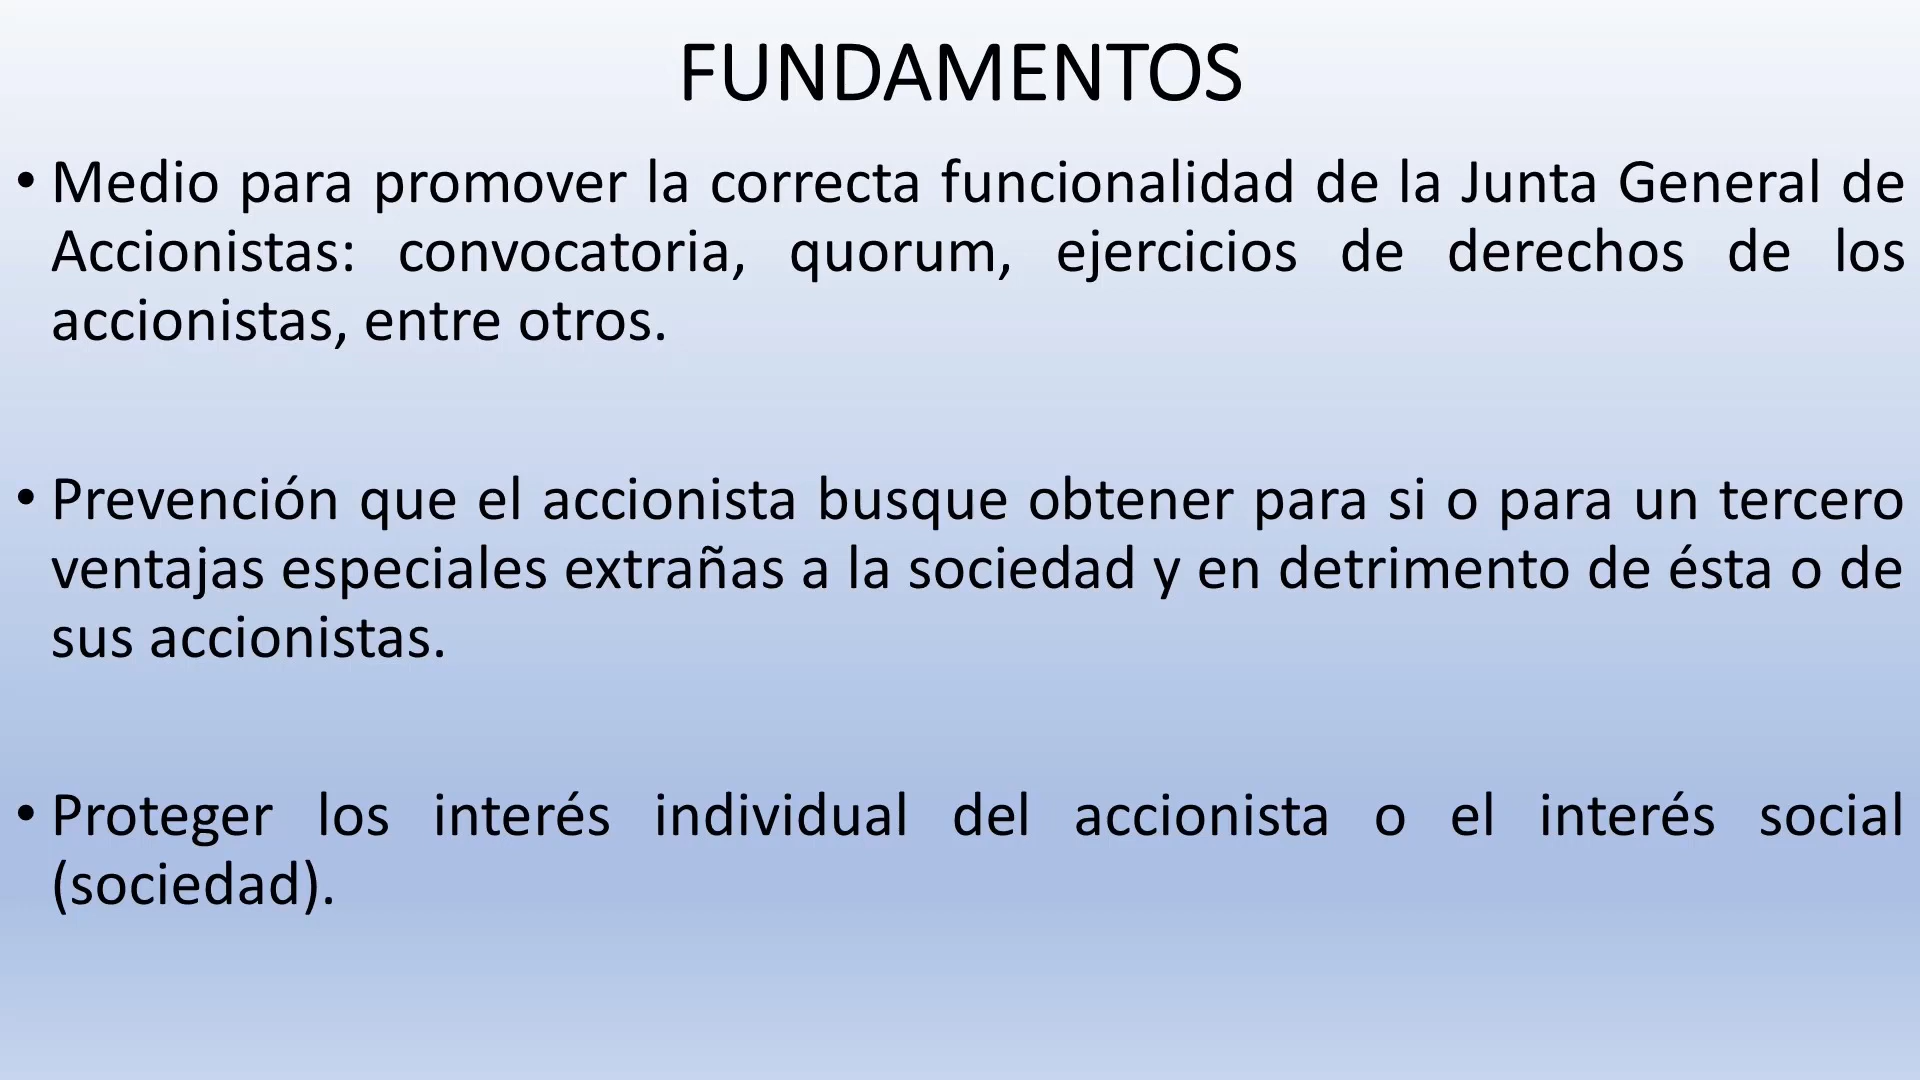 FUNDAMENTOS
• Medio para promover la correcta funcionalidad de la Junta General de
Accionistas: convocatoria, quorum, ejercicios de derechos de los
accionistas, entre otros.
• Prevención que el accionista busque obtener para si o para un tercero
ventajas especiales extrañas a la sociedad y en detrimento de ésta o de
sus accionistas.
• Proteger los interés individual del accionista o el interés social
(sociedad).